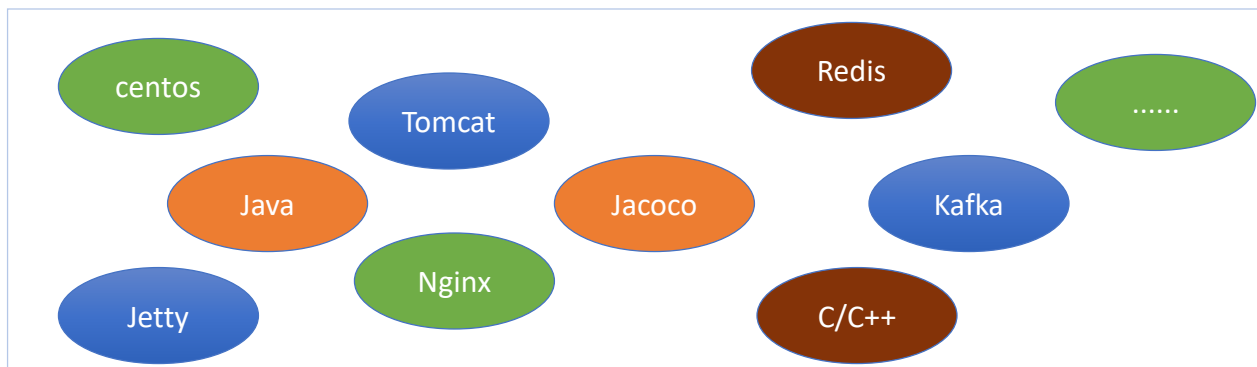 centos
Redis
......
Tomcat
Java
Jacoco
Kafka
Nginx
Jetty
C/C++